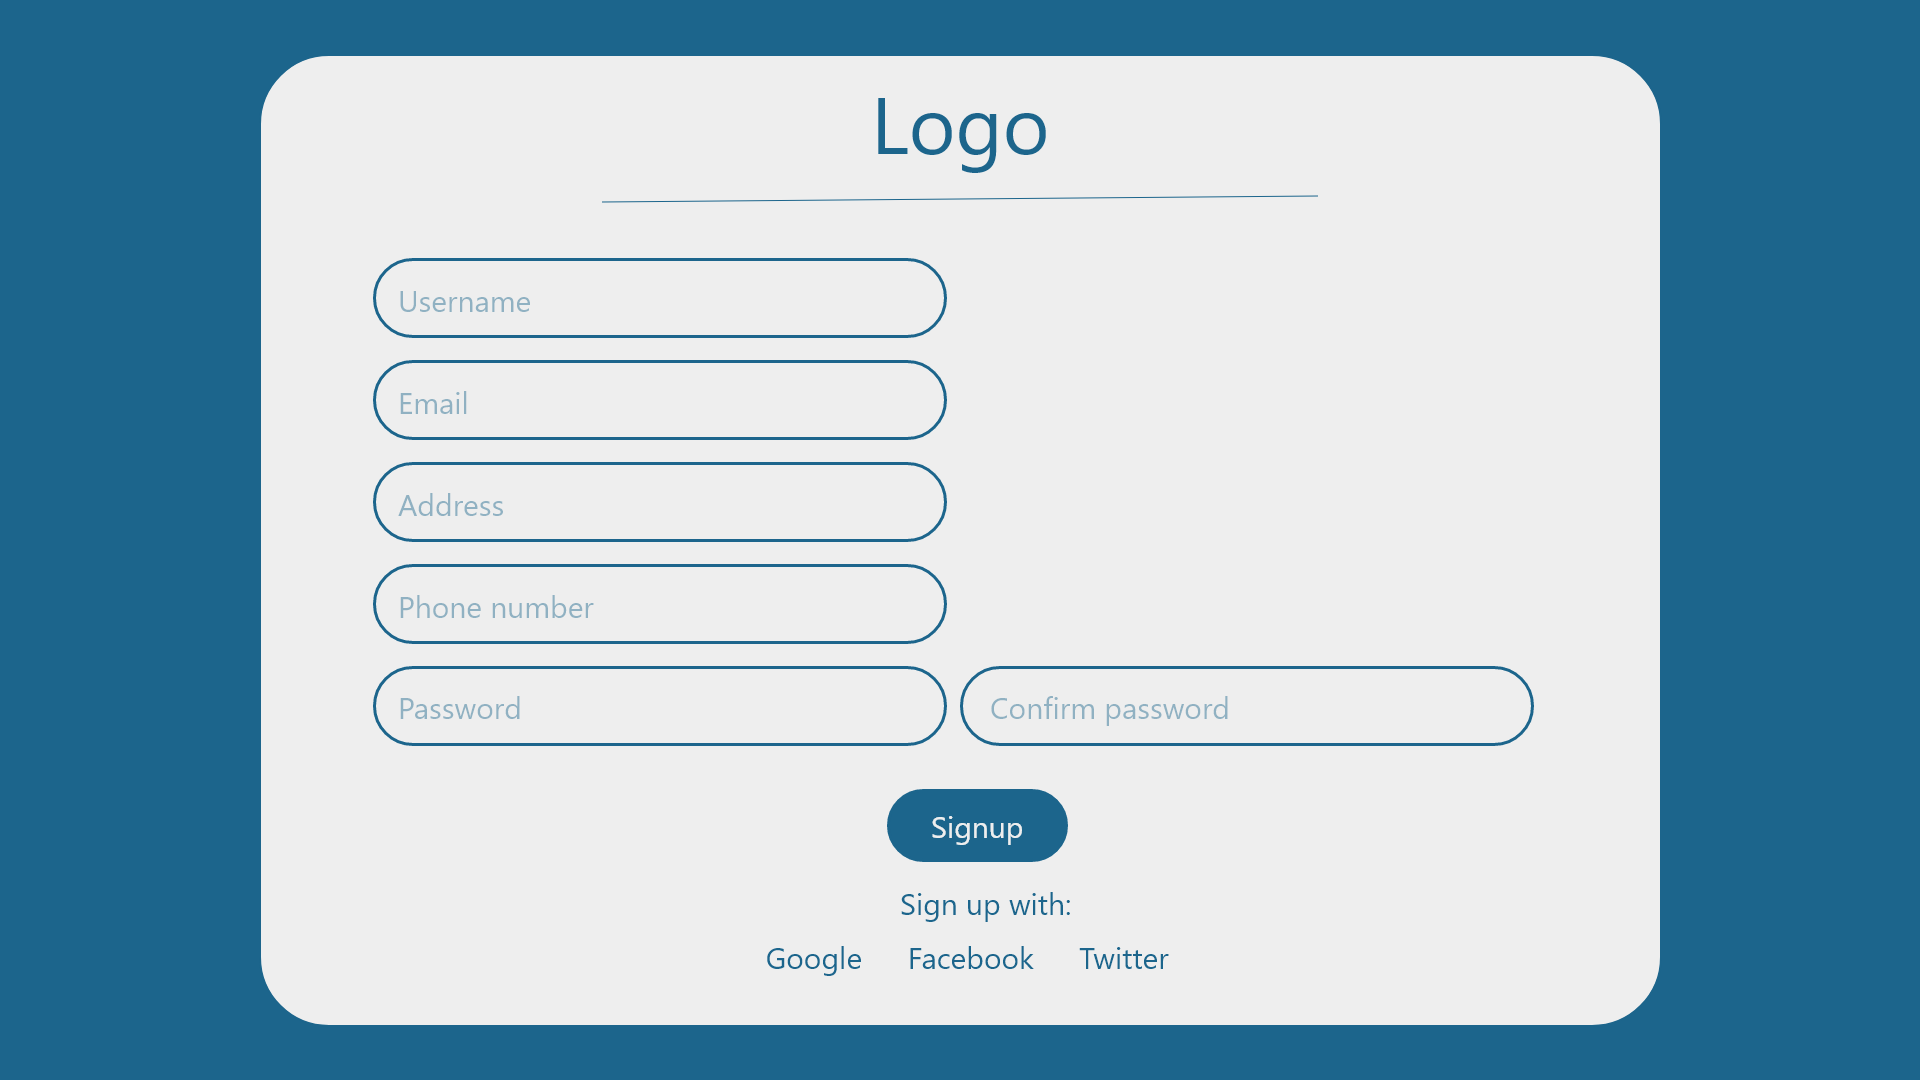 Logo
Username
Email
Address
Phone number
Password Confirm password
Signup
Sign up with:
Google Facebook Twitter